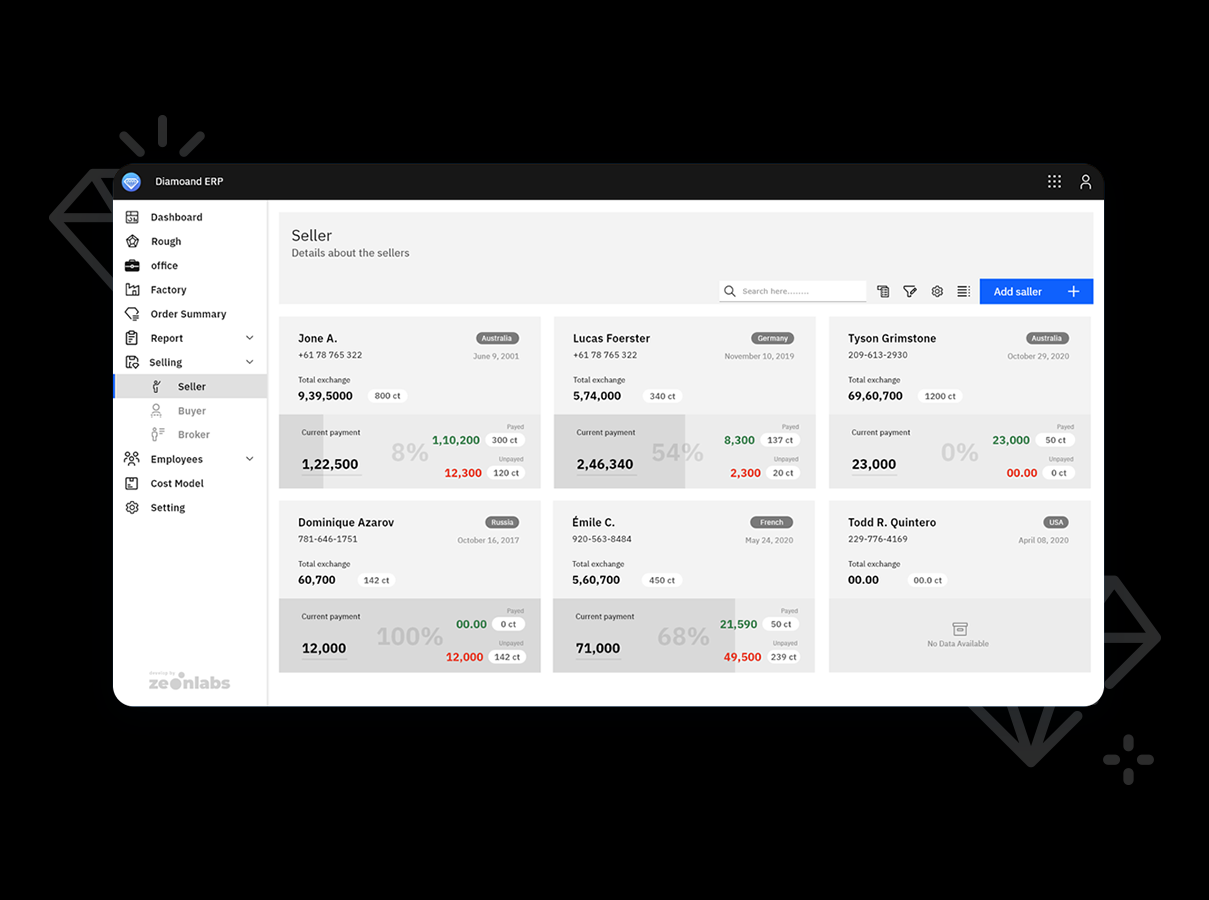 Diamoand ERP
Dashboard
Rough
office
Factory
Order Summary
Report
Selling
Seller
Buyer
Broker
Employees
Cost Model
Setting
zeonlabs
Seller
Details about the sellers
Search here........
Add saller
Jone A.
Australia
+61 78 765 322
June 9, 2001
Total exchange
9,39,5000
800 ct
Current payment
1,22,500
8%
Payed
1,10,200
300 ct
Unpayed
12,300
120 ct
Lucas Foerster
Germany
+61 78 765 322
November 10, 2019
Total exchange
5,74,000
340 ct
Current payment
2,46,340
54%
Payed
8,300
137 ct
Unpayed
2,300
20 ct
Tyson Grimstone
Australia
209-613-2930
October 29, 2020
Total exchange
69,60,700
1200 ct
Current payment
23,000
0%
Payed
23,000
50 ct
Unpayed
00.00
0 ct
Dominique Azarov
Russia
781-646-1751
October 16, 2017
Total exchange
60,700
142 ct
Current payment
12,000
100%
Payed
00.00
0 ct
Unpayed
12,000
142 ct
Émile C.
French
920-563-8484
May 24, 2020
Total exchange
5,60,700
450 ct
Current payment
71,000
68%
Payed
21,590
50 ct
Unpayed
49,500
239 ct
Todd R. Quintero
USA
229-776-4169
April 08, 2020
Total exchange
00.00
00.0 ct
No Data Available